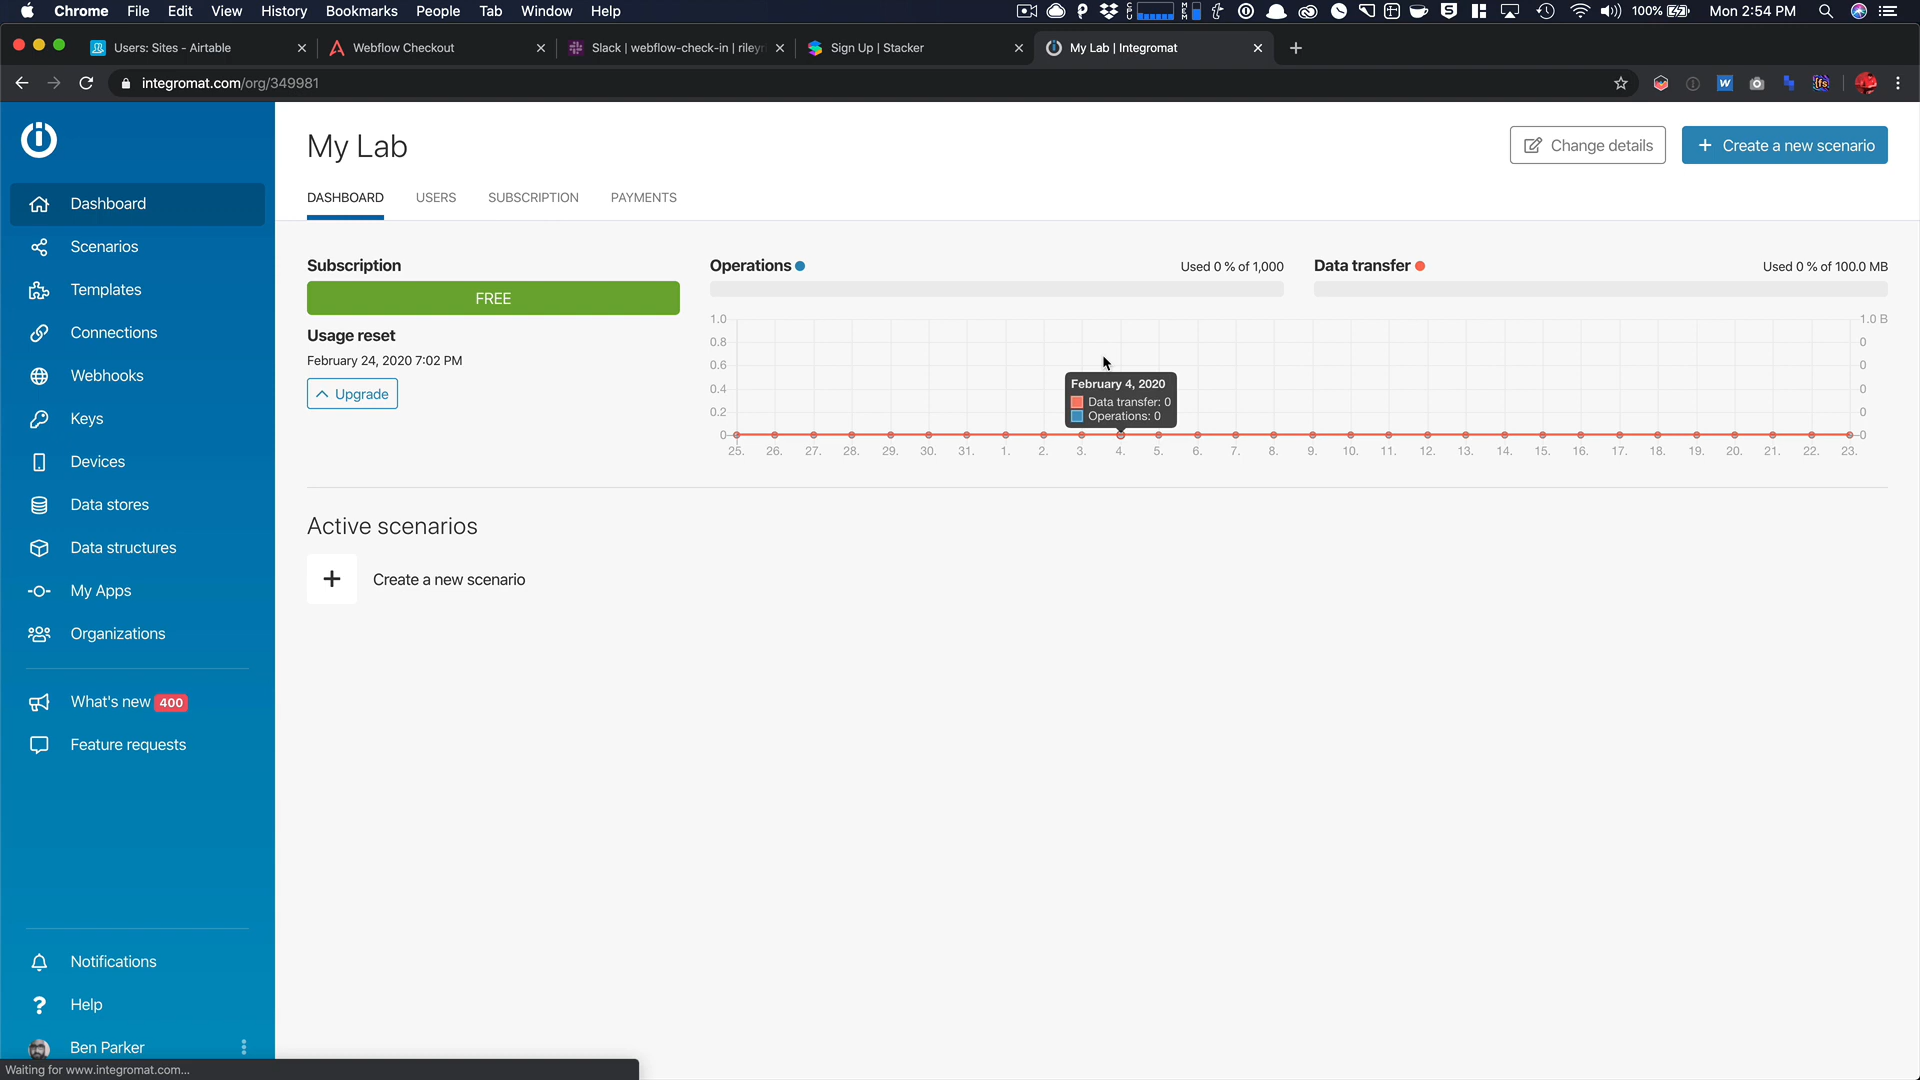 Chrome File Edit View History Bookmarks People Tab Window Help 100% Mon 2:54 PM
Users: Sites - Airtable Webflow Checkout Slack | webflow-check-in | riley Sign Up | Stacker My Lab | Integromat
integromat.com/org/349981
My Lab
Change details
Create a new scenario
DASHBOARD USERS SUBSCRIPTION PAYMENTS
Dashboard
Scenarios
Templates
Connections
Webhooks
Keys
Devices
Data stores
Data structures
My Apps
Organizations
What's new 400
Feature requests
Notifications
Help
Ben Parker
Waiting for www.integromat.com...
Subscription
FREE
Usage reset
February 24, 2020 7:02 PM
Upgrade
Operations Used 0 % of 1,000
Data transfer Used 0 % of 100.0 MB
1.0 1.0 B
0.8 0
0.6 0
0.4 0
0.2 0
0 0
February 4, 2020
Data transfer: 0
Operations: 0
25. 26. 27. 28. 29. 30. 31. 1. 2. 3. 4. 5. 6. 7. 8. 9. 10. 11. 12. 13. 14. 15. 16. 17. 18. 19. 20. 21. 22. 23.
Active scenarios
Create a new scenario